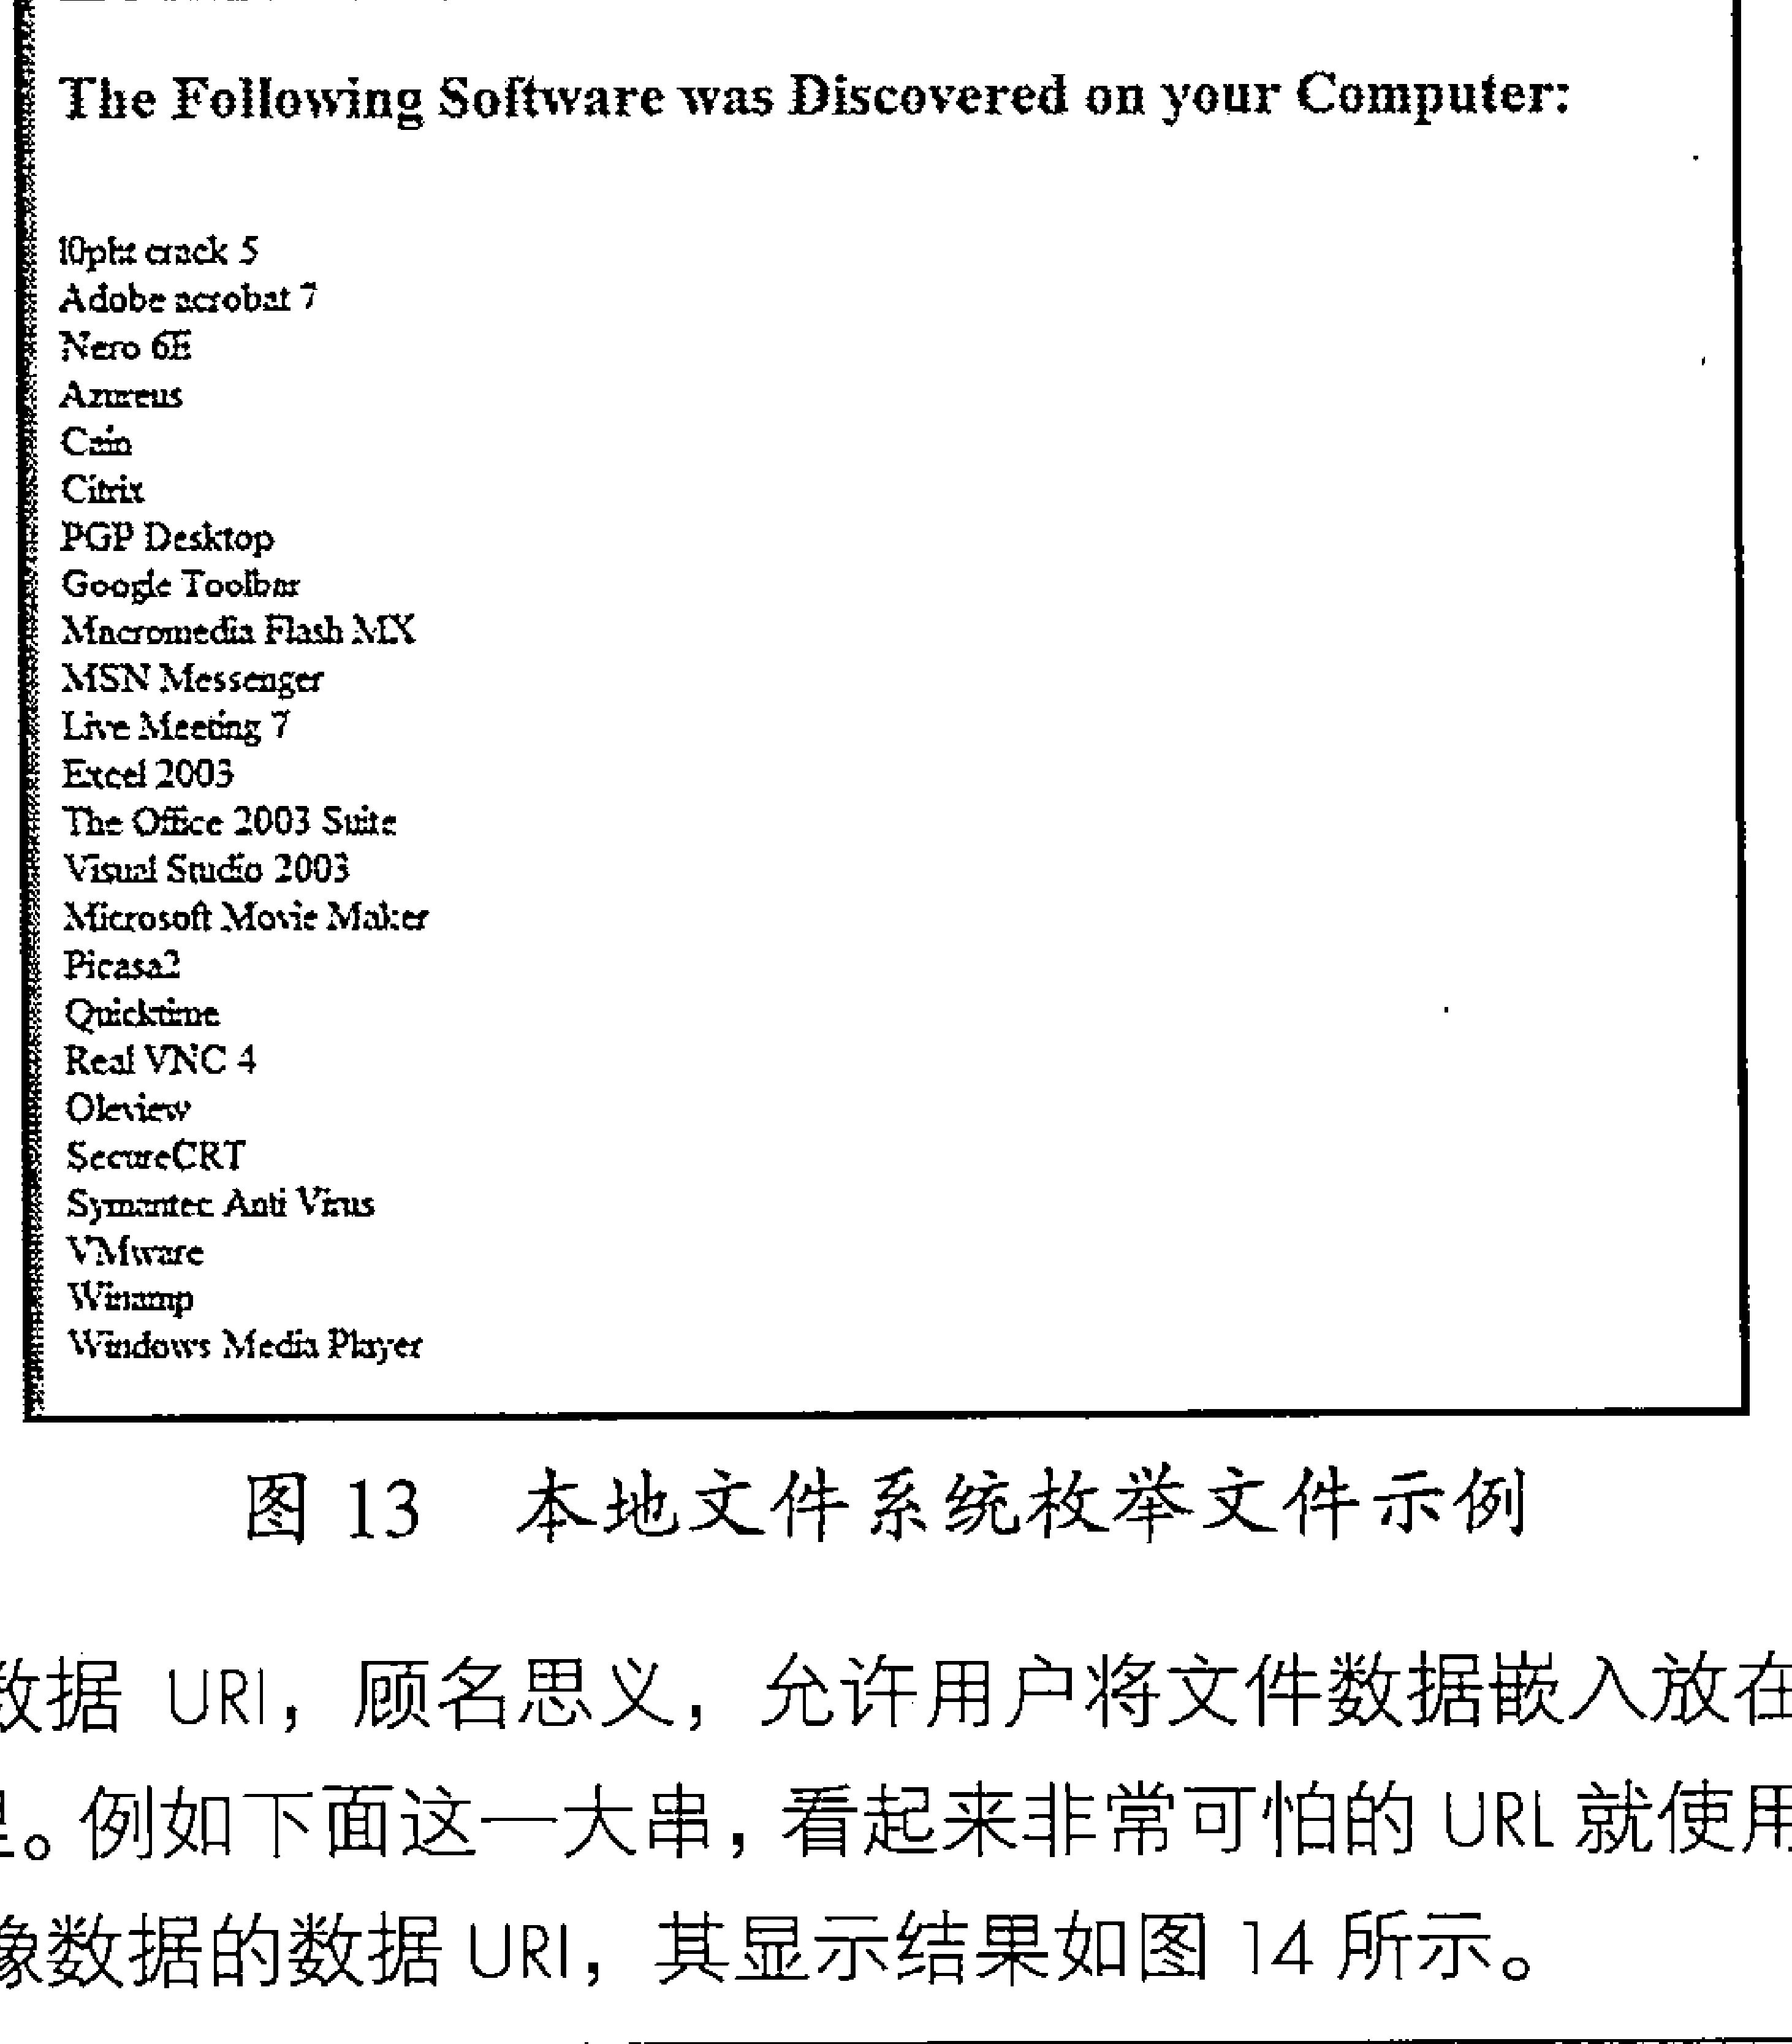 The Following Software was Discovered on your Computer:
l0pht crack 5
Adobe acrobat 7
Nero 6E
Azureus
Cain
Citrix
PGP Desktop
Google Toolbar
Macromedia Flash MX
MSN Messenger
Live Meeting 7
Excel 2003
The Office 2003 Suite
Visual Studio 2003
Microsoft Movie Maker
Picasa2
Quicktime
Real VNC 4
Oleview
SecureCRT
Symantec Anti Virus
VMware
Winamp
Windows Media Player
图 13 本地文件系统枚举文件示例
数据 URI，顾名思义，允许用户将文件数据嵌入放在
。例如下面这一大串，看起来非常可怕的 URL 就使用
像数据的数据 URI，其显示结果如图 14 所示。